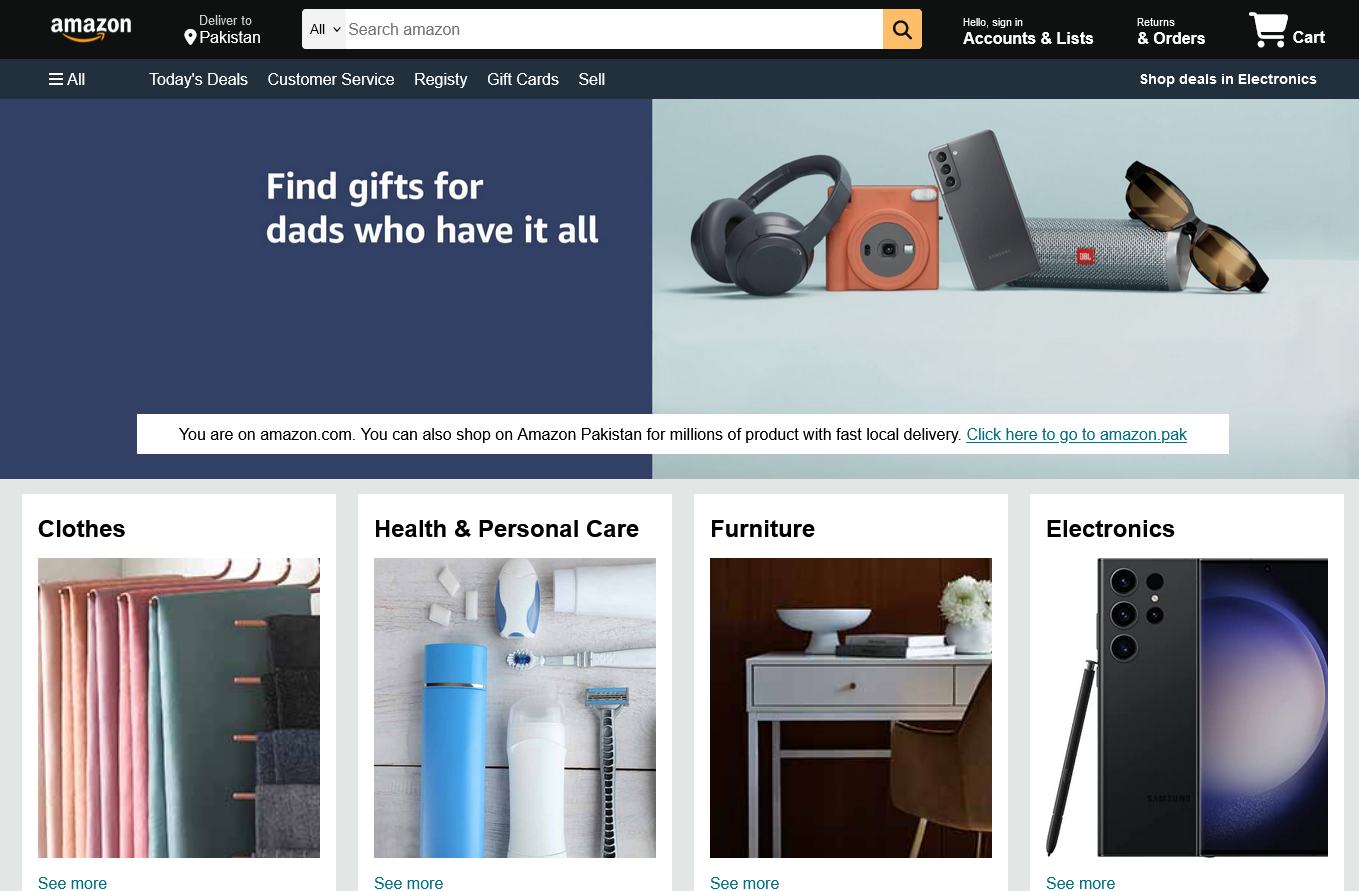 amazon
Deliver to
Pakistan
All
Search amazon
Hello, sign in
Accounts & Lists
Returns
& Orders
Cart
All
Today's Deals
Customer Service
Registy
Gift Cards
Sell
Shop deals in Electronics
Find gifts for
dads who have it all
SAMSUNG
JBL
You are on amazon.com. You can also shop on Amazon Pakistan for millions of product with fast local delivery. Click here to go to amazon.pak
Clothes
Health & Personal Care
Furniture
Electronics
SAMSUNG
See more
See more
See more
See more